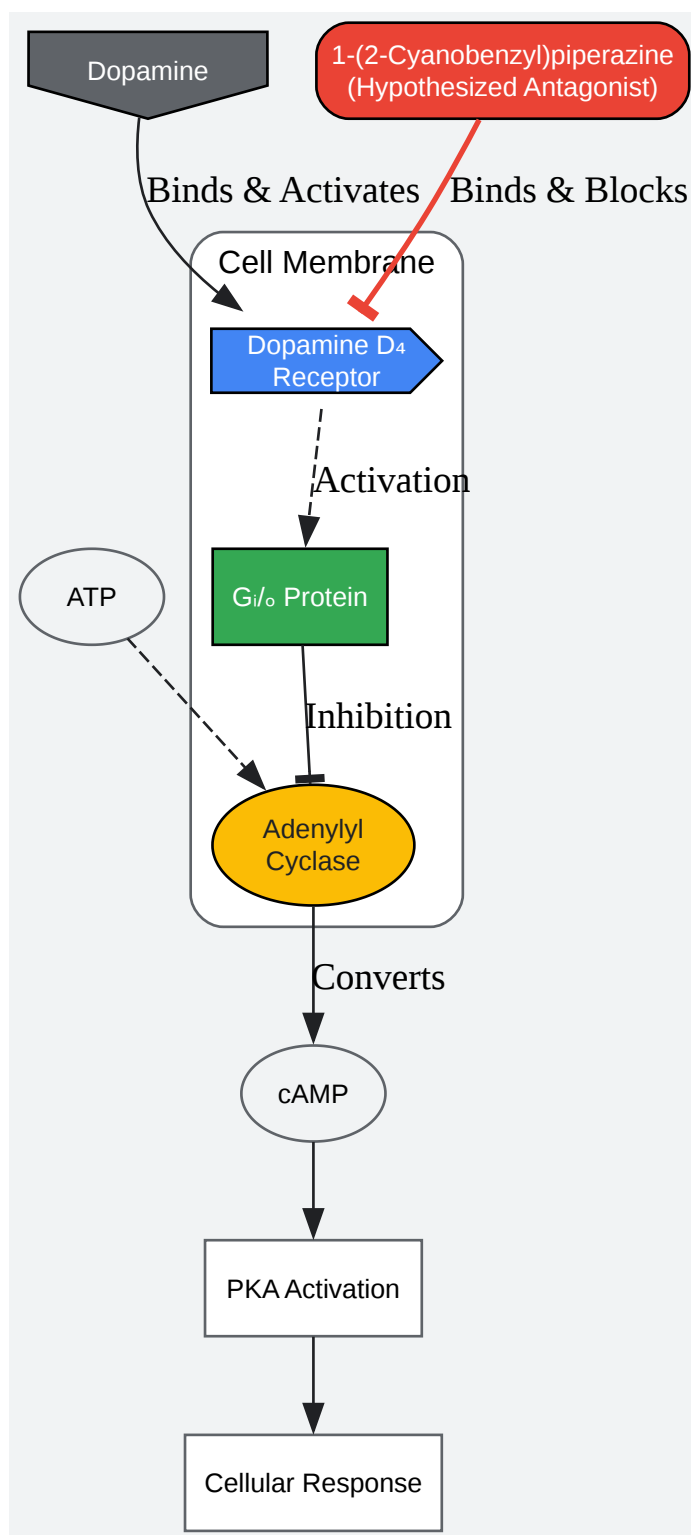 Dopamine
1-(2-Cyanobenzyl)piperazine
(Hypothesized Antagonist)
Binds & Activates
Binds & Blocks
Cell Membrane
Dopamine D₄
Receptor
Activation
ATP
Gᵢ/ₒ Protein
Inhibition
Adenylyl
Cyclase
Converts
cAMP
PKA Activation
Cellular Response